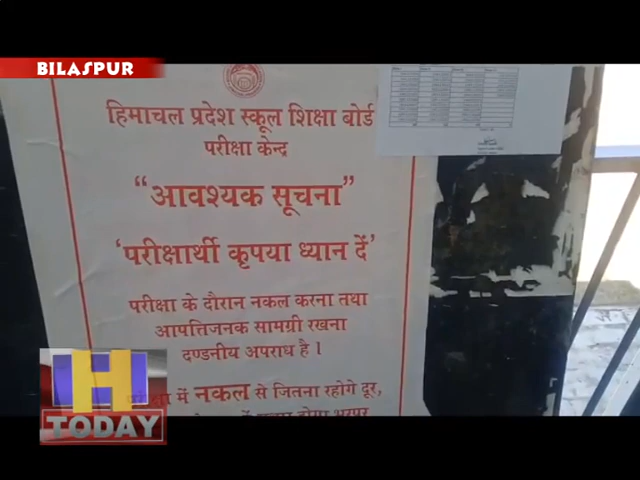 BILASPUR
हिमाचल प्रदेश स्कूल शिक्षा बोर्ड
परीक्षा केन्द्र
"आवश्यक सूचना"
'परीक्षार्थी कृपया ध्यान दें'
परीक्षा के दौरान नकल करना तथा
आपत्तिजनक सामग्री रखना
दण्डनीय अपराध है।
में नकल से जितना रहोगे दूर,
H
TODAY